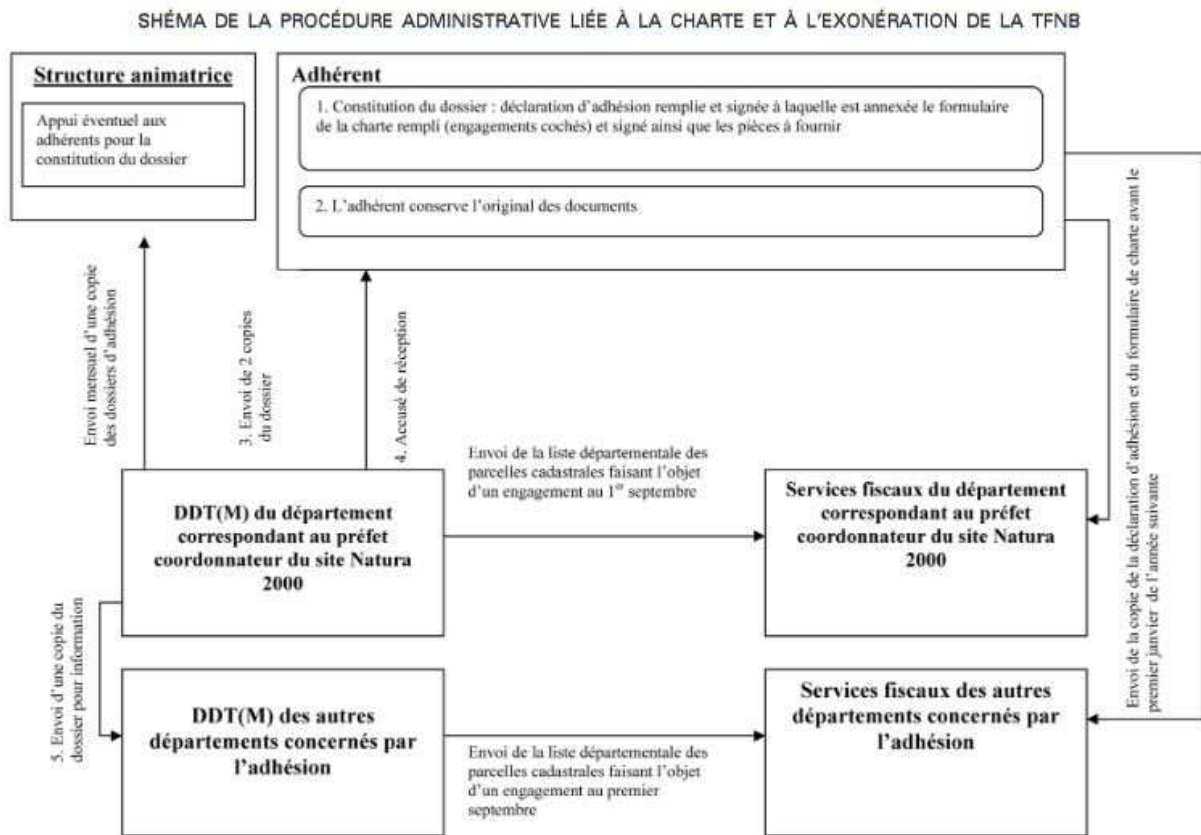 SHÉMA DE LA PROCÉDURE ADMINISTRATIVE LIÉE À LA CHARTE ET À L'EXONÉRATION DE LA TFNB
Structure animatrice
Appui éventuel aux
adhérents pour la
constitution du dossier
Adhérent
1. Constitution du dossier : déclaration d'adhésion remplie et signée à laquelle est annexée le formulaire
de la charte rempli (engagements cochés) et signé ainsi que les pièces à fournir
2. L'adhérent conserve l'original des documents
Envoi mensuel d'une copie
des dossiers d'adhésion
3. Envoi de 2 copies
du dossier
4. Accusé de réception
Envoi de la liste départementale des
parcelles cadastrales faisant l'objet
d'un engagement au 1er septembre
Envoi de la copie de la déclaration d'adhésion et du formulaire de charte avant le
premier janvier de l'année suivante
DDT(M) du département
correspondant au préfet
coordonnateur du site Natura
2000
Services fiscaux du département
correspondant au préfet
coordonnateur du site Natura
2000
5. Envoi d'une copie du
dossier pour information
DDT(M) des autres
départements concernés par
l'adhésion
Envoi de la liste départementale des
parcelles cadastrales faisant l'objet
d'un engagement au premier
septembre
Services fiscaux des autres
départements concernés par
l'adhésion